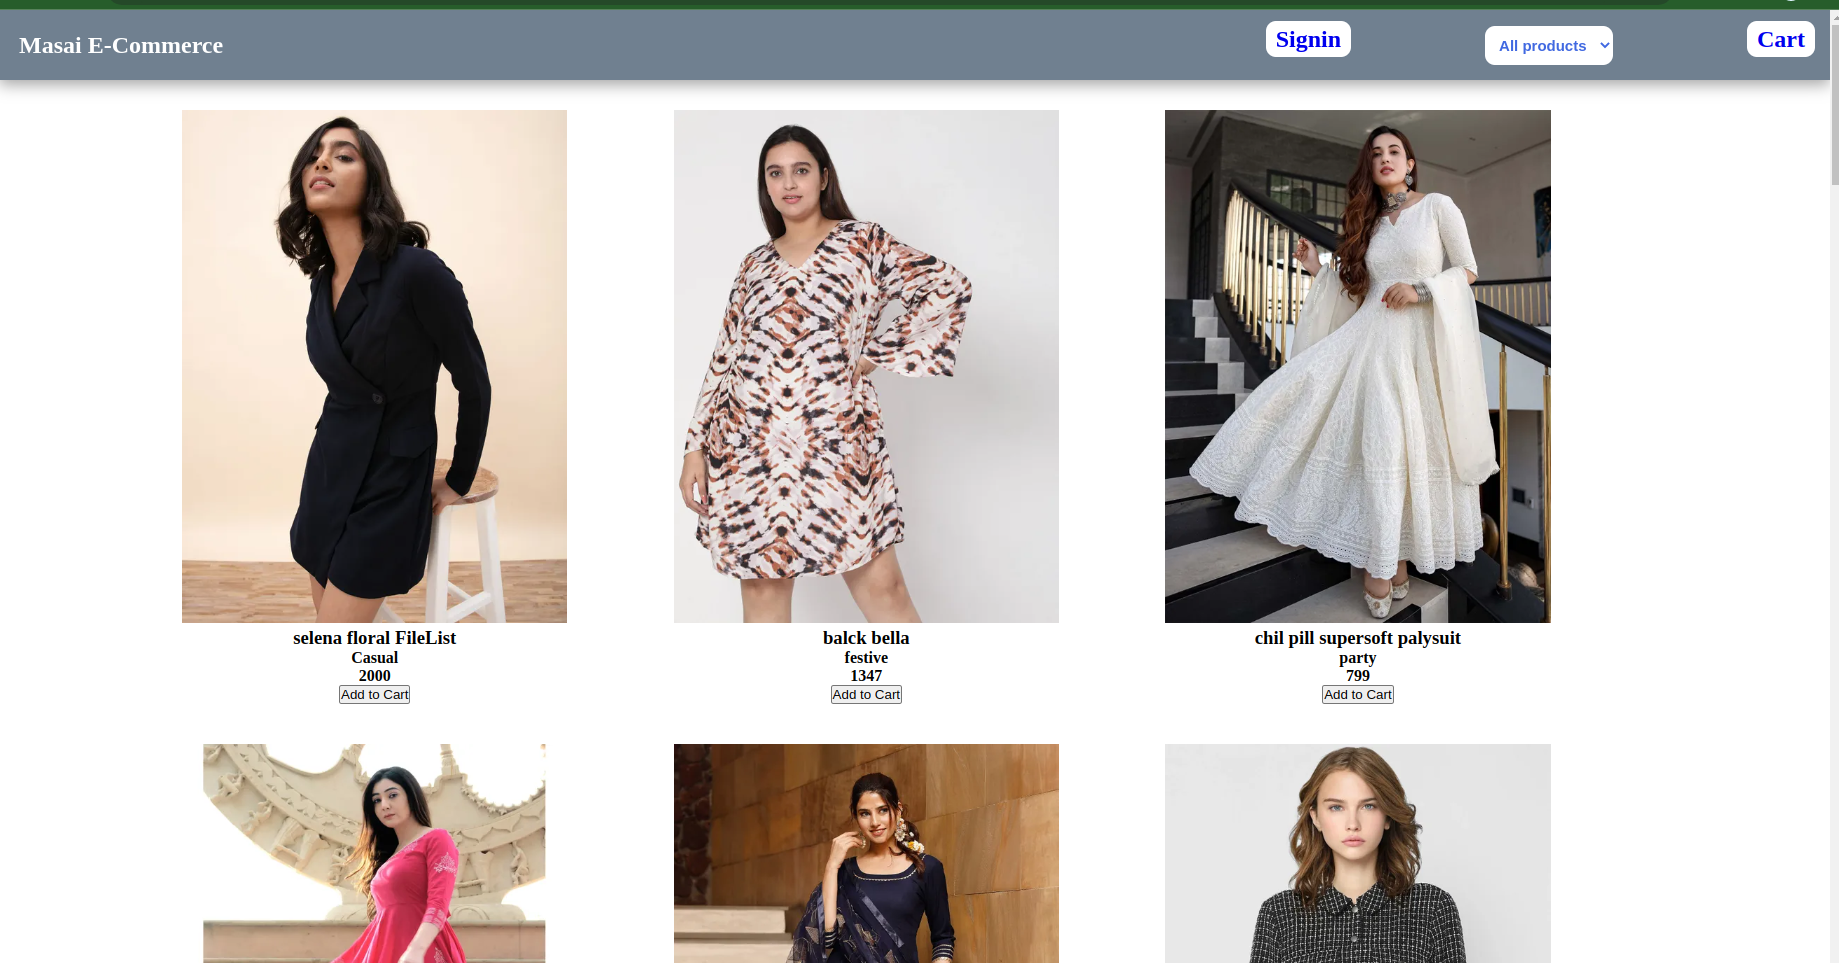 Masai E-Commerce
Signin
All products
Cart
selena floral FileList
Casual
2000
Add to Cart
balck bella
festive
1347
Add to Cart
chil pill supersoft palysuit
party
799
Add to Cart